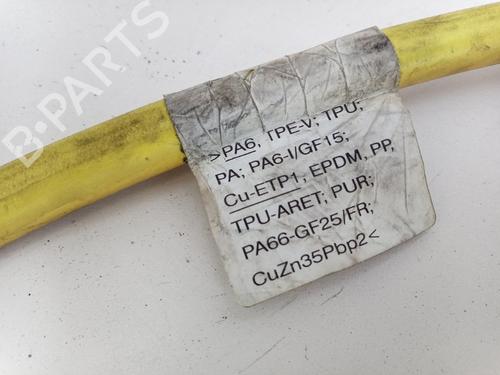 B-PARTS
>PA6, TPE-V; TPU;
PA; PA6-I/GF15;
Cu-ETP1, EPDM, PP,
TPU-ARET; PUR;
PA66-GF25/FR;
CuZn35Pbp2<